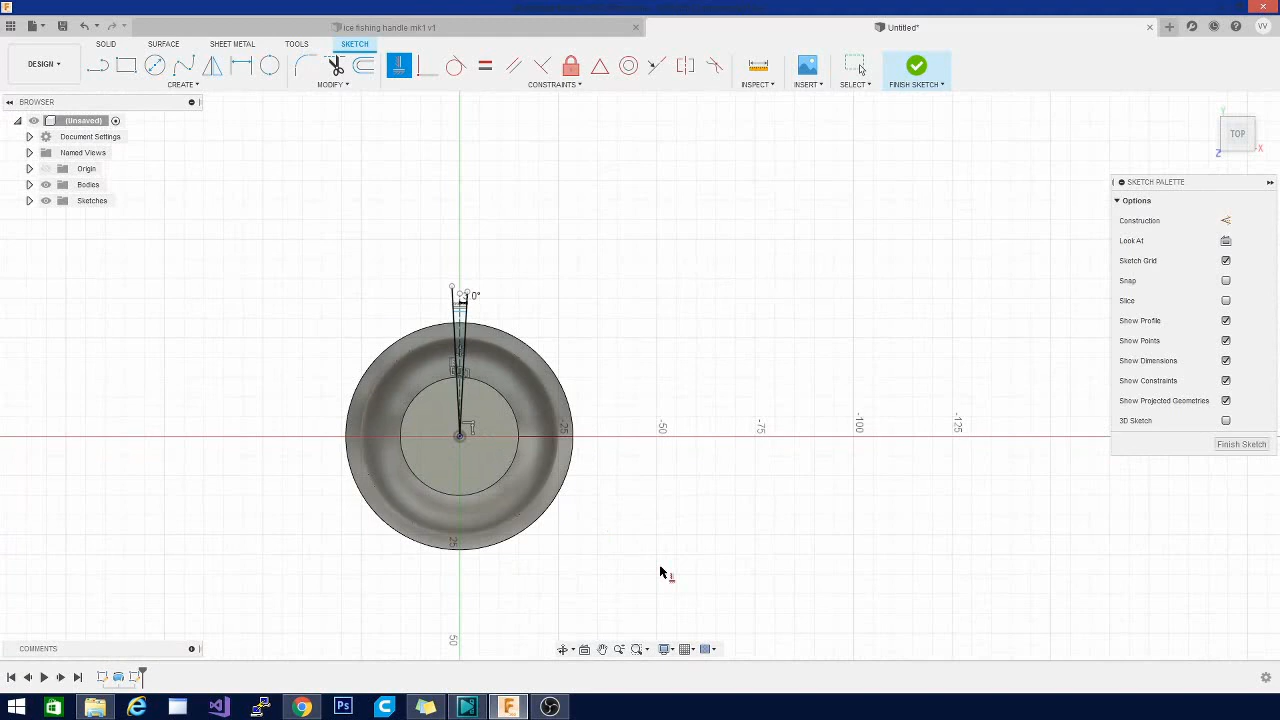 ice fishing handle mk1 v1
Untitled*
VV
DESIGN
SOLID
SURFACE
SHEET METAL
TOOLS
SKETCH
CREATE
MODIFY
CONSTRAINTS
INSPECT
INSERT
SELECT
FINISH SKETCH
BROWSER
(Unsaved)
Document Settings
Named Views
Origin
Bodies
Sketches
TOP
Y
X
Z
SKETCH PALETTE
Options
Construction
Look At
Sketch Grid
Snap
Slice
Show Profile
Show Points
Show Dimensions
Show Constraints
Show Projected Geometries
3D Sketch
Finish Sketch
-25
-50
-75
-100
-125
25
50
COMMENTS
Ps
F